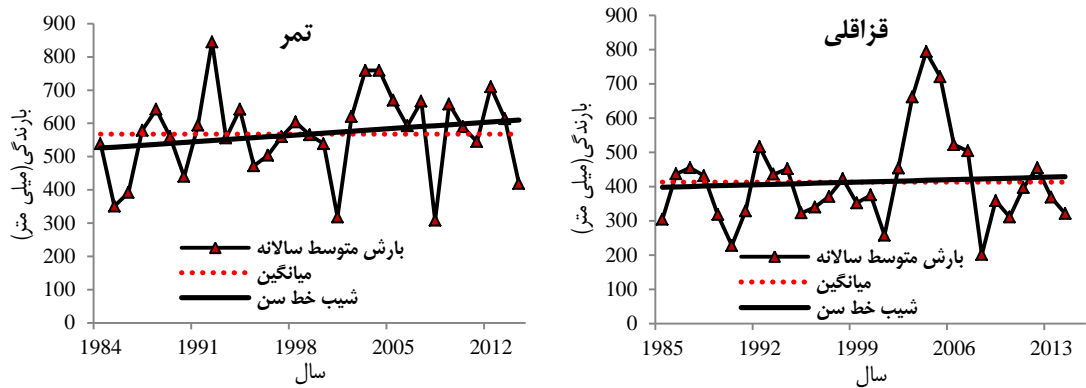 تمر
بارندگی(میلی متر)
900
800
700
600
500
400
300
200
100
0
بارش متوسط سالانه
میانگین
شیب خط سن
1984
1991
1998
2005
2012
سال
قزاقلی
بارندگی(میلی متر)
900
800
700
600
500
400
300
200
100
0
بارش متوسط سالانه
میانگین
شیب خط سن
1985
1992
1999
2006
2013
سال